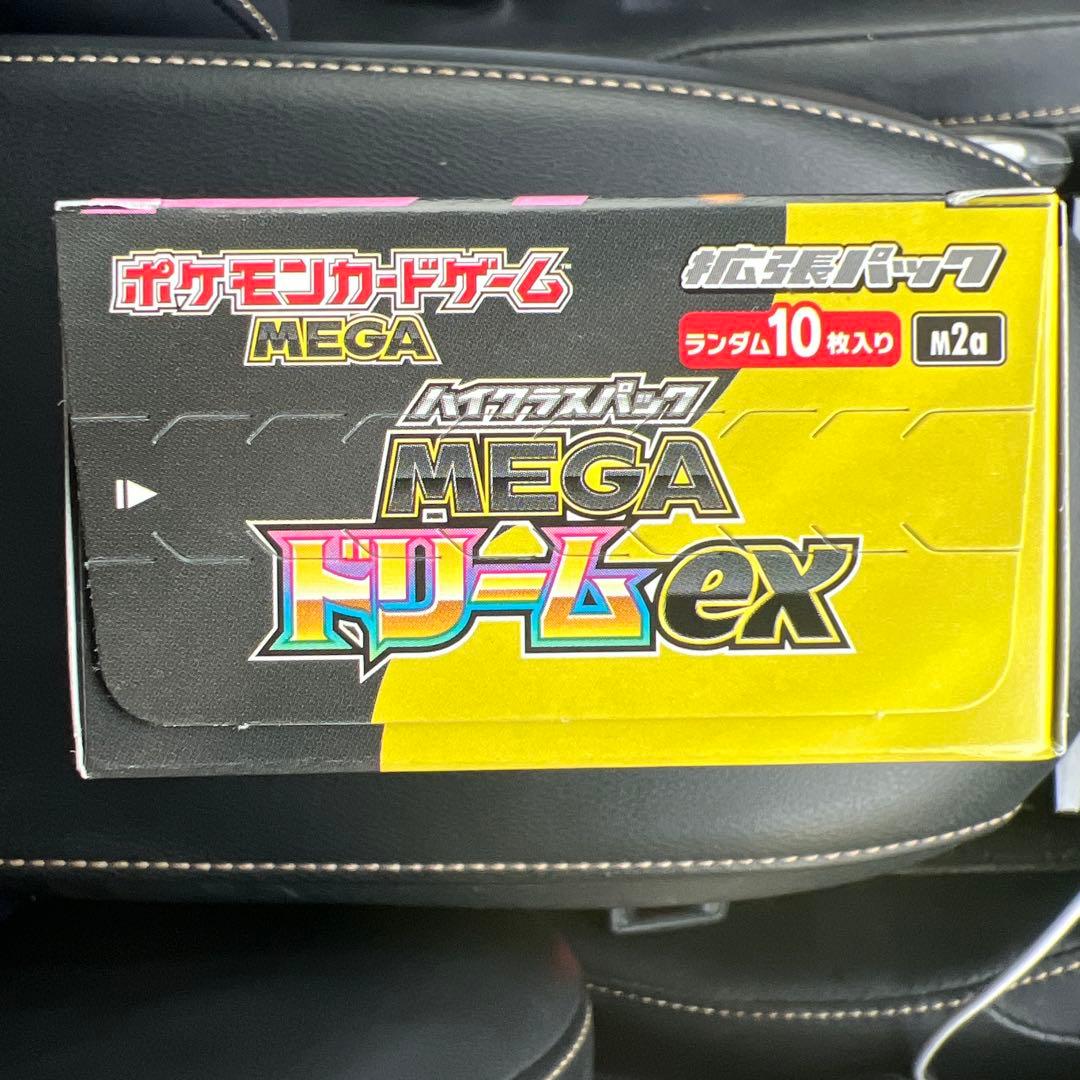 ポケモンカードゲーム™
MEGA
拡張パック
ランダム10枚入り
M2a
ハイクラスパック
MEGA
ドリームex